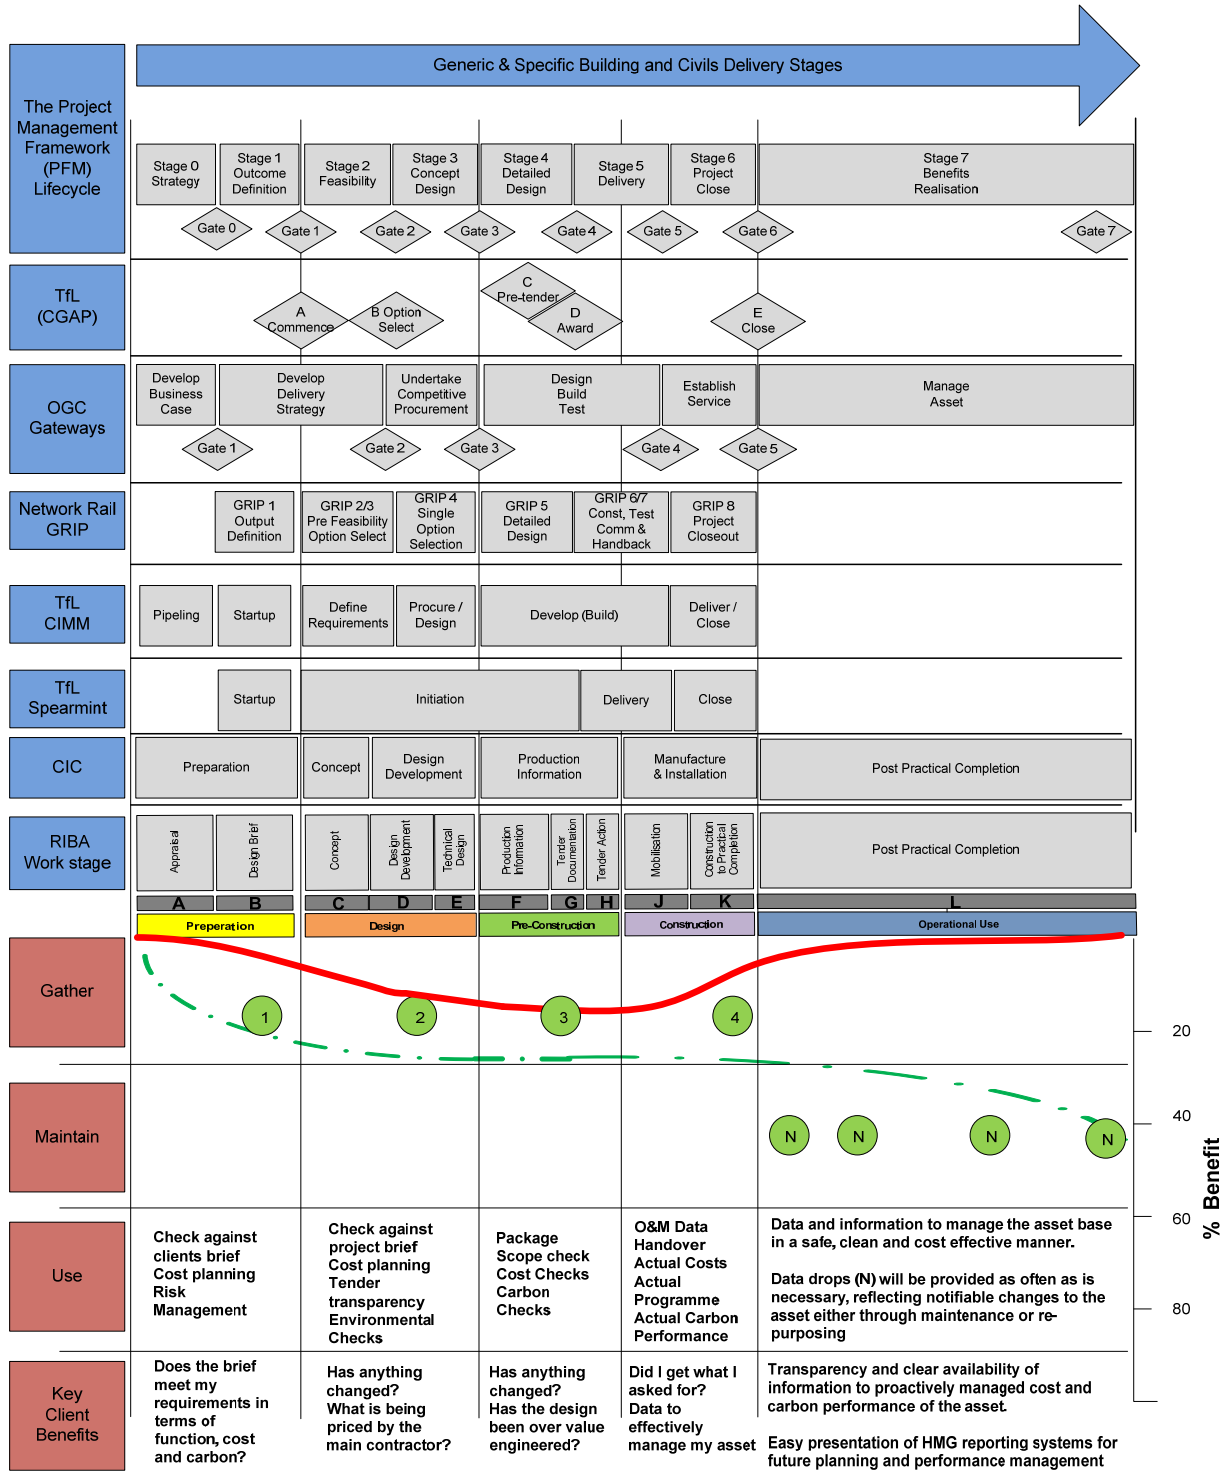 Generic & Specific Building and Civils Delivery Stages
The Project
Management
Framework
(PFM)
Lifecycle
Stage 0
Strategy
Stage 1
Outcome
Definition
Stage 2
Feasibility
Stage 3
Concept
Design
Stage 4
Detailed
Design
Stage 5
Delivery
Stage 6
Project
Close
Stage 7
Benefits
Realisation
Gate 0
Gate 1
Gate 2
Gate 3
Gate 4
Gate 5
Gate 6
Gate 7
TfL
(CGAP)
A
Commence
B Option
Select
C
Pre-tender
D
Award
E
Close
OGC
Gateways
Develop
Business
Case
Develop
Delivery
Strategy
Undertake
Competitive
Procurement
Design
Build
Test
Establish
Service
Manage
Asset
Gate 1
Gate 2
Gate 3
Gate 4
Gate 5
Network Rail
GRIP
GRIP 1
Output
Definition
GRIP 2/3
Pre Feasibility
Option Select
GRIP 4
Single
Option
Selection
GRIP 5
Detailed
Design
GRIP 6/7
Const, Test
Comm &
Handback
GRIP 8
Project
Closeout
TfL
CIMM
Pipeling
Startup
Define
Requirements
Procure /
Design
Develop (Build)
Deliver /
Close
TfL
Spearmint
Startup
Initiation
Delivery
Close
CIC
Preparation
Concept
Design
Development
Production
Information
Manufacture
& Installation
Post Practical Completion
RIBA
Work stage
Appraisal
Design Brief
Concept
Design
Development
Technical
Design
Production
Information
Tender
Documentation
Tender Action
Mobilisation
Construction
to Practical
Completion
Post Practical Completion
A
B
C
D
E
F
G
H
J
K
L
Preperation
Design
Pre-Construction
Construction
Operational Use
Gather
1
2
3
4
20
Maintain
N
N
N
N
40
% Benefit
60
80
Use
Check against
clients brief
Cost planning
Risk
Management
Check against
project brief
Cost planning
Tender
transparency
Environmental
Checks
Package
Scope check
Cost Checks
Carbon
Checks
O&M Data
Handover
Actual Costs
Actual
Programme
Actual Carbon
Performance
Data and information to manage the asset base
in a safe, clean and cost effective manner.
Data drops (N) will be provided as often as is
necessary, reflecting notifiable changes to the
asset either through maintenance or re-
purposing
Key
Client
Benefits
Does the brief
meet my
requirements in
terms of
function, cost
and carbon?
Has anything
changed?
What is being
priced by the
main contractor?
Has anything
changed?
Has the design
been over value
engineered?
Did I get what I
asked for?
Data to
effectively
manage my asset
Transparency and clear availability of
information to proactively managed cost and
carbon performance of the asset.
Easy presentation of HMG reporting systems for
future planning and performance management